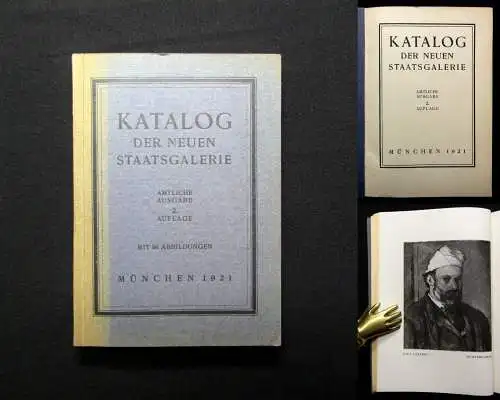 KATALOG
DER NEUEN
STAATSGALERIE
AMTLICHE
AUSGABE
2.
AUFLAGE
MIT 86 ABBILDUNGEN
MÜNCHEN 1921
KATALOG
DER NEUEN
STAATSGALERIE
AMTLICHE
AUSGABE
2.
AUFLAGE
MÜNCHEN 1921